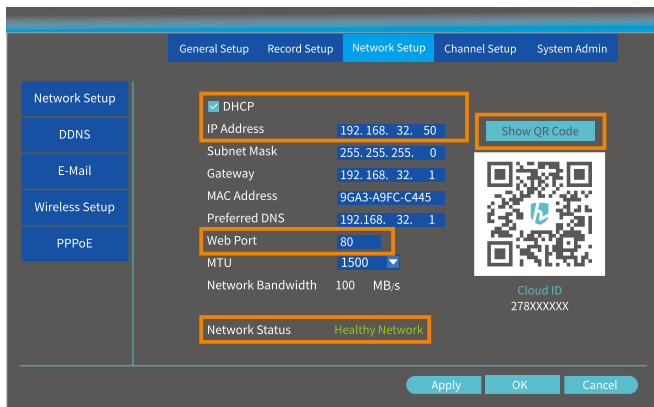 General Setup Record Setup Network Setup Channel Setup System Admin
Network Setup
DDNS
E-Mail
Wireless Setup
PPPoE
DHCP
IP Address 192. 168. 32. 50
Subnet Mask 255. 255. 255. 0
Gateway 192. 168. 32. 1
MAC Address 9GA3-A9FC-C445
Preferred DNS 192.168. 32. 1
Web Port 80
MTU 1500
Network Bandwidth 100 MB/s
Network Status Healthy Network
Show QR Code
h
Cloud ID
278XXXXXX
Apply OK Cancel